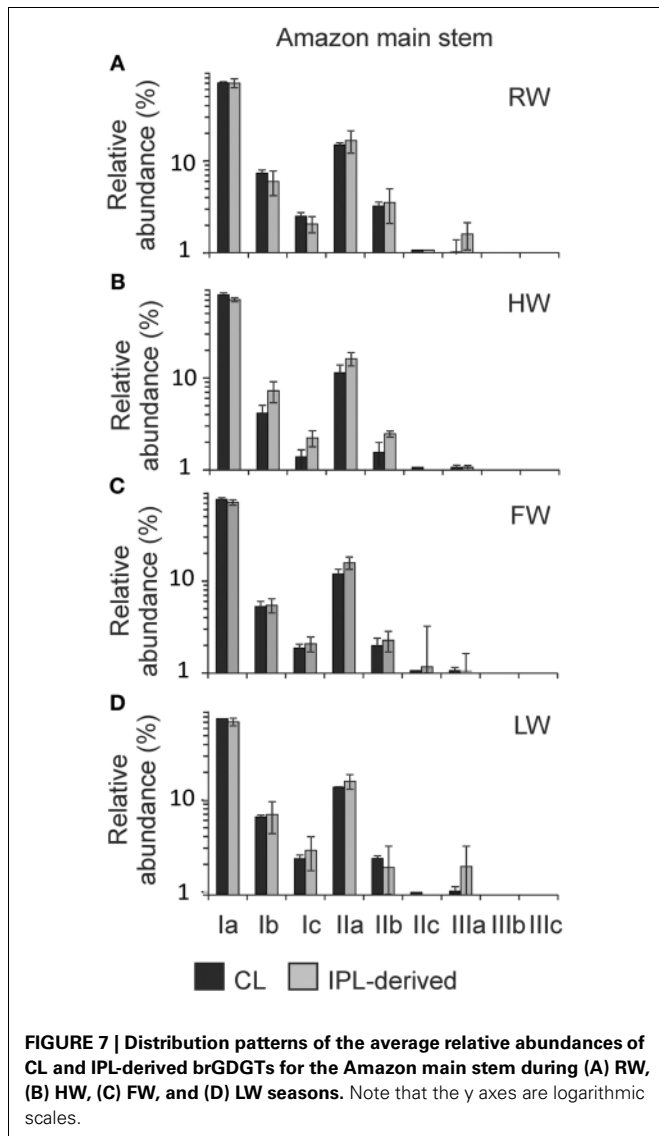 Amazon main stem
A
RW
Relative abundance (%)
10
1
B
HW
Relative abundance (%)
10
1
C
FW
Relative abundance (%)
10
1
D
LW
Relative abundance (%)
10
1
Ia Ib Ic IIa IIb IIc IIIa IIIb IIIc
CL IPL-derived
FIGURE 7 | Distribution patterns of the average relative abundances of
CL and IPL-derived brGDGTs for the Amazon main stem during (A) RW,
(B) HW, (C) FW, and (D) LW seasons. Note that the y axes are logarithmic
scales.